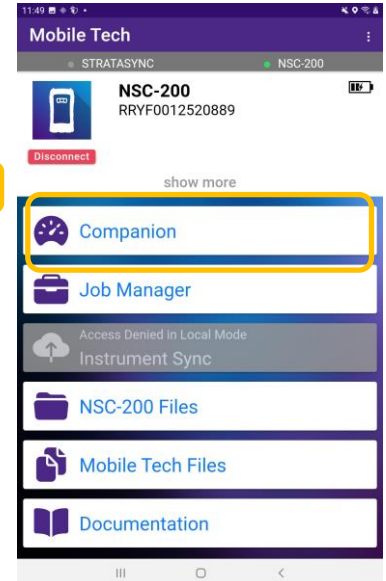 11:49
Mobile Tech
STRATASYNC NSC-200
NSC-200
RRYF0012520889
Disconnect
show more
Companion
Job Manager
Access Denied in Local Mode
Instrument Sync
NSC-200 Files
Mobile Tech Files
Documentation